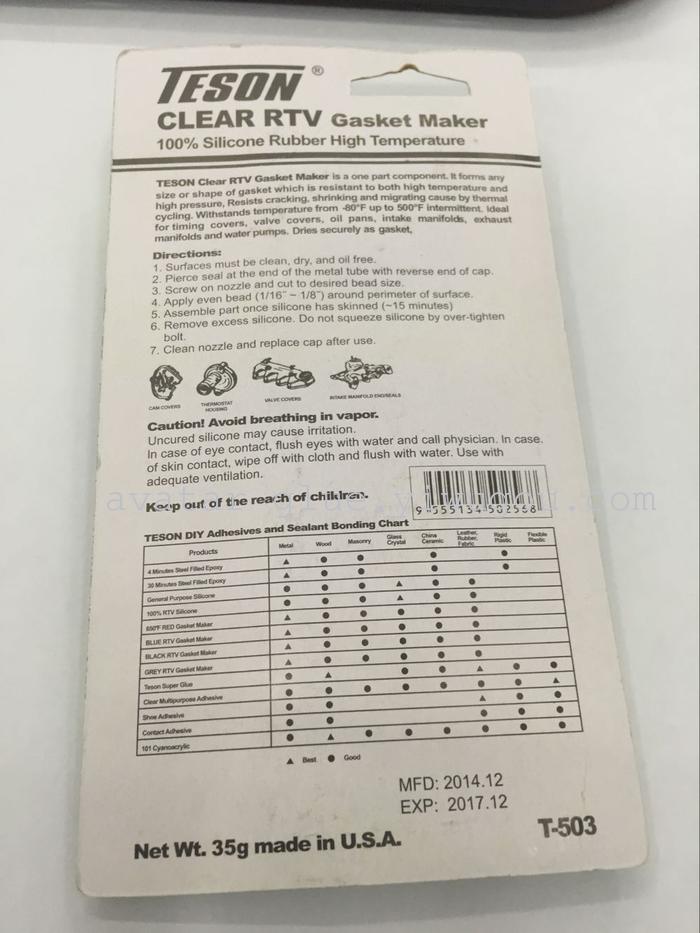 TESON ®
CLEAR RTV Gasket Maker
100% Silicone Rubber High Temperature
TESON Clear RTV Gasket Maker is a one part component. It forms any
size or shape of gasket which is resistant to both high temperature and
high pressure, Resists cracking, shrinking and migrating cause by thermal
cycling. Withstands temperature from -80°F up to 500°F intermittent. Ideal
for timing covers, valve covers, oil pans, intake manifolds, exhaust
manifolds and water pumps. Dries securely as gasket,
Directions:
1. Surfaces must be clean, dry, and oil free.
2. Pierce seal at the end of the metal tube with reverse end of cap.
3. Screw on nozzle and cut to desired bead size.
4. Apply even bead (1/16" ~ 1/8") around perimeter of surface.
5. Assemble part once silicone has skinned (~15 minutes)
6. Remove excess silicone. Do not squeeze silicone by over-tighten
bolt.
7. Clean nozzle and replace cap after use.
CAM COVERS
THERMOSTAT
HOUSING
VALVE COVERS
INTAKE MANIFOLD END/SEALS
Caution! Avoid breathing in vapor.
Uncured silicone may cause irritation.
In case of eye contact, flush eyes with water and call physician. In case.
of skin contact, wipe off with cloth and flush with water. Use with
adequate ventilation.
Keep out of the reach of children.
9 555134 502568
TESON DIY Adhesives and Sealant Bonding Chart
Products Metal Wood Masonry Glass Crystal China Ceramic Leather, Rubber, Fabric Rigid Plastic Flexible Plastic
4 Minutes Steel Filled Epoxy
30 Minutes Steel Filled Epoxy
General Purpose Silicone
100% RTV Silicone
650°F RED Gasket Maker
BLUE RTV Gasket Maker
BLACK RTV Gasket Maker
GREY RTV Gasket Maker
Teson Super Glue
Clear Multipurpose Adhesive
Shoe Adhesive
Contact Adhesive
101 Cyanoacrylic
▲ Best ● Good
MFD: 2014.12
EXP: 2017.12
Net Wt. 35g made in U.S.A.
T-503